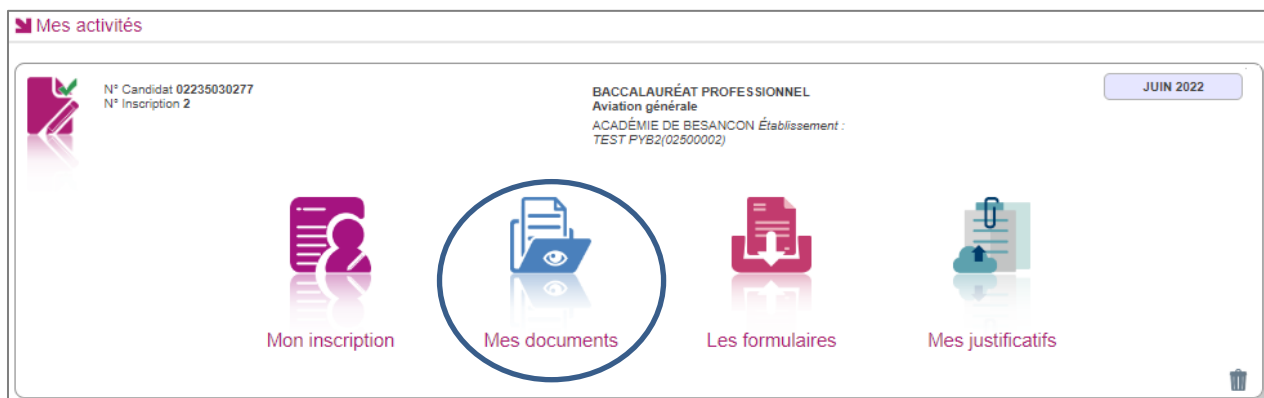 Mes activités
N° Candidat 02235030277
N° Inscription 2
BACCALAURÉAT PROFESSIONNEL
Aviation générale
ACADÉMIE DE BESANCON Établissement :
TEST PYB2(02500002)
JUIN 2022
Mon inscription
Mes documents
Les formulaires
Mes justificatifs